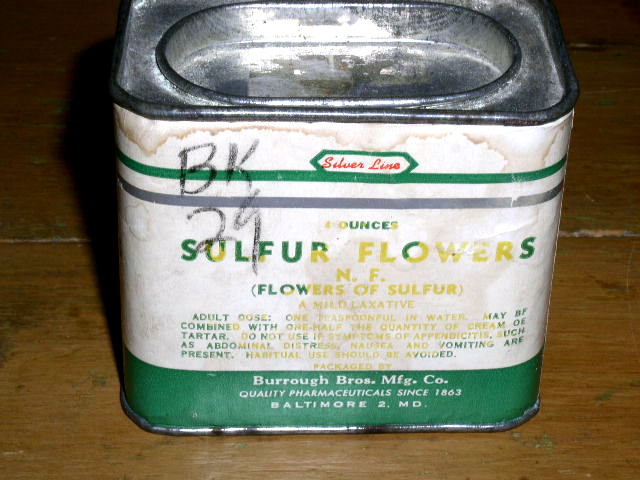 Silver Line
BK
29
4 OUNCES
SULFUR FLOWERS
N. F.
(FLOWERS OF SULFUR)
A MILD LAXATIVE
ADULT DOSE: ONE TEASPOONFUL IN WATER. MAY BE
COMBINED WITH ONE-HALF THE QUANTITY OF CREAM OF
TARTAR. DO NOT USE IF SYMPTOMS OF APPENDICITIS, SUCH
AS ABDOMINAL DISTRESS, NAUSEA AND VOMITING ARE
PRESENT. HABITUAL USE SHOULD BE AVOIDED.
PACKAGED BY
Burrough Bros. Mfg. Co.
QUALITY PHARMACEUTICALS SINCE 1863
BALTIMORE 2, MD.